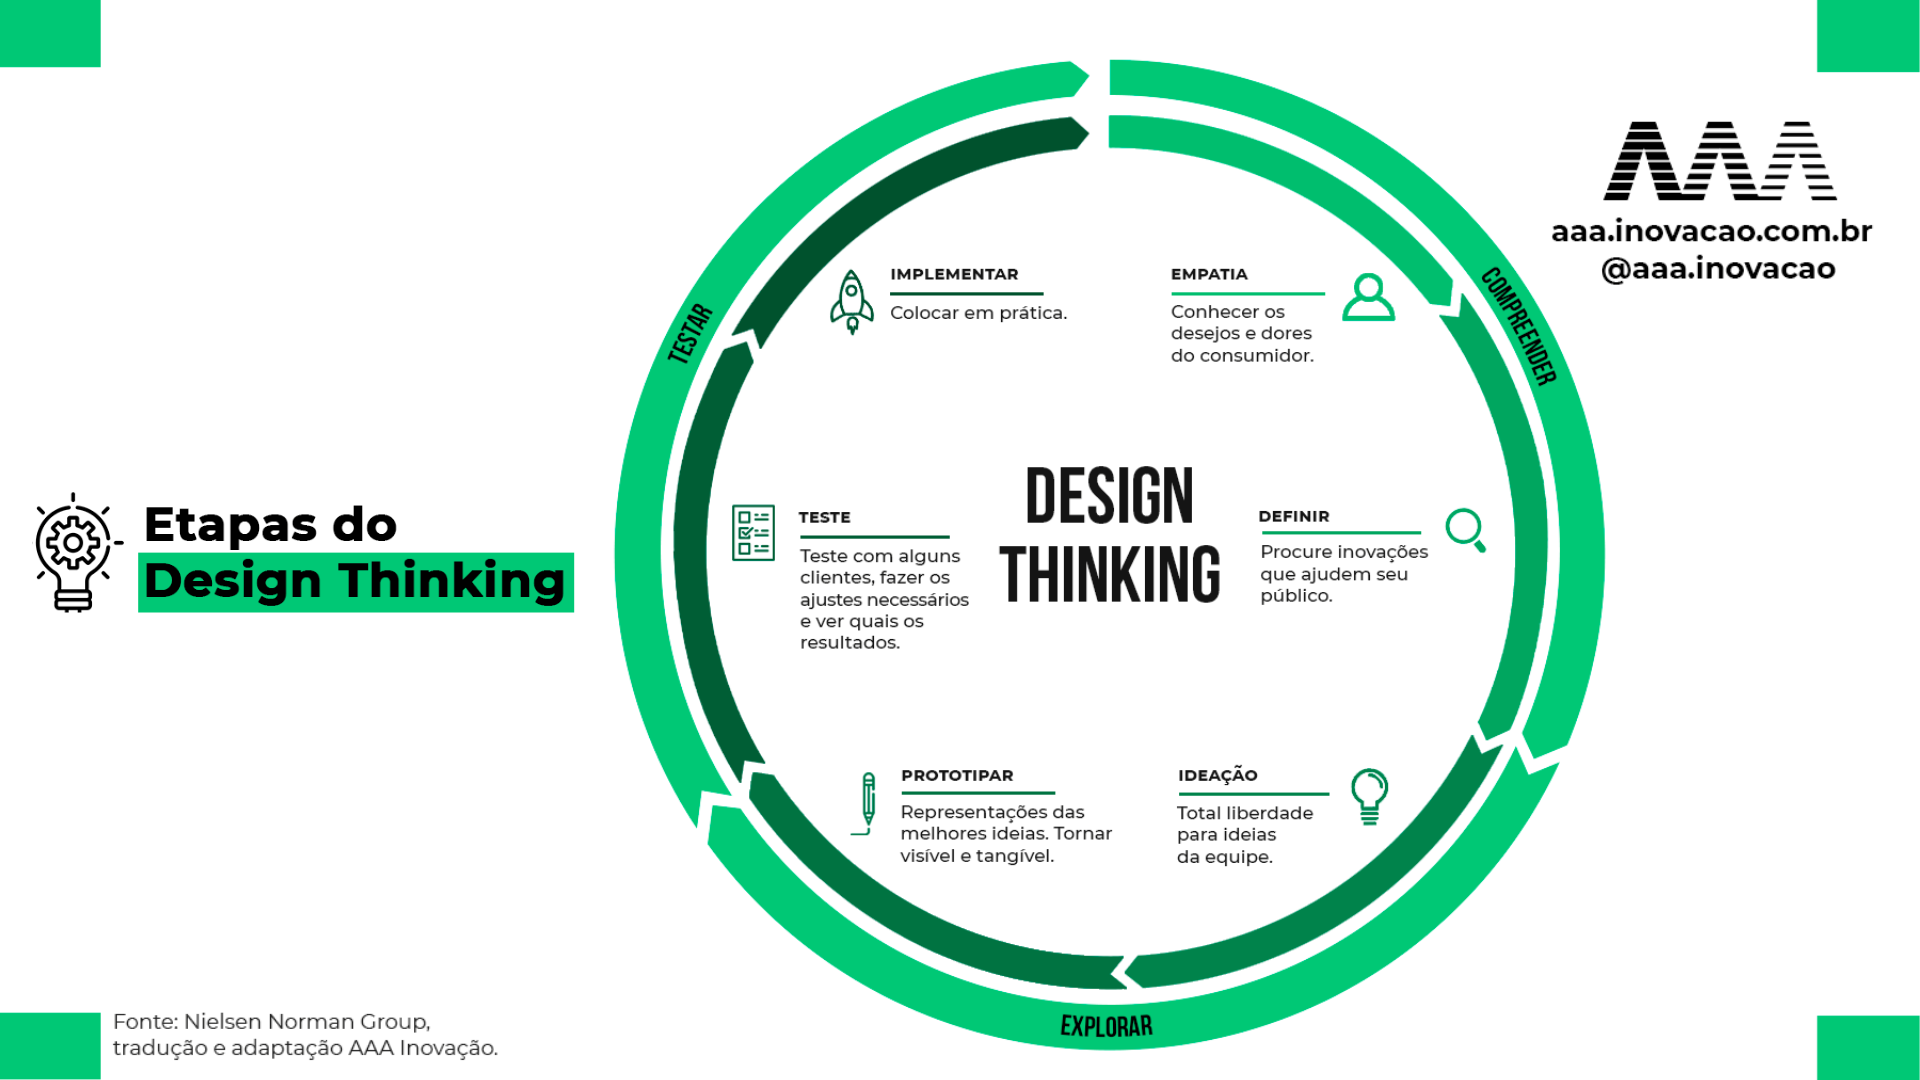 AAA
aaa.inovacao.com.br
@aaa.inovacao
Etapas do
Design Thinking
DESIGN
THINKING
COMPREENDER
EMPATIA
Conhecer os
desejos e dores
do consumidor.
DEFINIR
Procure inovações
que ajudem seu
público.
EXPLORAR
IDEAÇÃO
Total liberdade
para ideias
da equipe.
PROTOTIPAR
Representações das
melhores ideias. Tornar
visível e tangível.
TESTAR
TESTE
Teste com alguns
clientes, fazer os
ajustes necessários
e ver quais os
resultados.
IMPLEMENTAR
Colocar em prática.
Fonte: Nielsen Norman Group,
tradução e adaptação AAA Inovação.